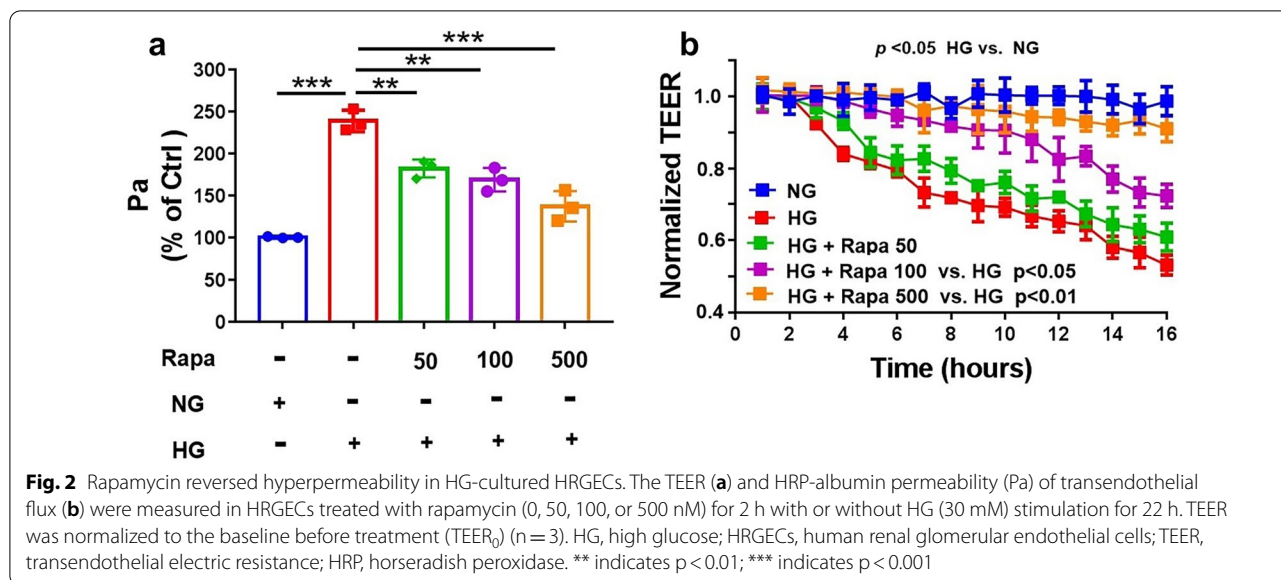 a
***
**
***
**
300
250
200
150
100
50
0
Pa
(% of Ctrl)
Rapa - - 50 100 500
NG + - - - -
HG - + + + +
b
p <0.05 HG vs. NG
1.0
0.8
0.6
0.4
Normalized TEER
NG
HG
HG + Rapa 50
HG + Rapa 100 vs. HG p<0.05
HG + Rapa 500 vs. HG p<0.01
0 2 4 6 8 10 12 14 16
Time (hours)
Fig. 2 Rapamycin reversed hyperpermeability in HG-cultured HRGECs. The TEER (a) and HRP-albumin permeability (Pa) of transendothelial
flux (b) were measured in HRGECs treated with rapamycin (0, 50, 100, or 500 nM) for 2 h with or without HG (30 mM) stimulation for 22 h. TEER
was normalized to the baseline before treatment (TEER₀) (n = 3). HG, high glucose; HRGECs, human renal glomerular endothelial cells; TEER,
transendothelial electric resistance; HRP, horseradish peroxidase. ** indicates p < 0.01; *** indicates p < 0.001